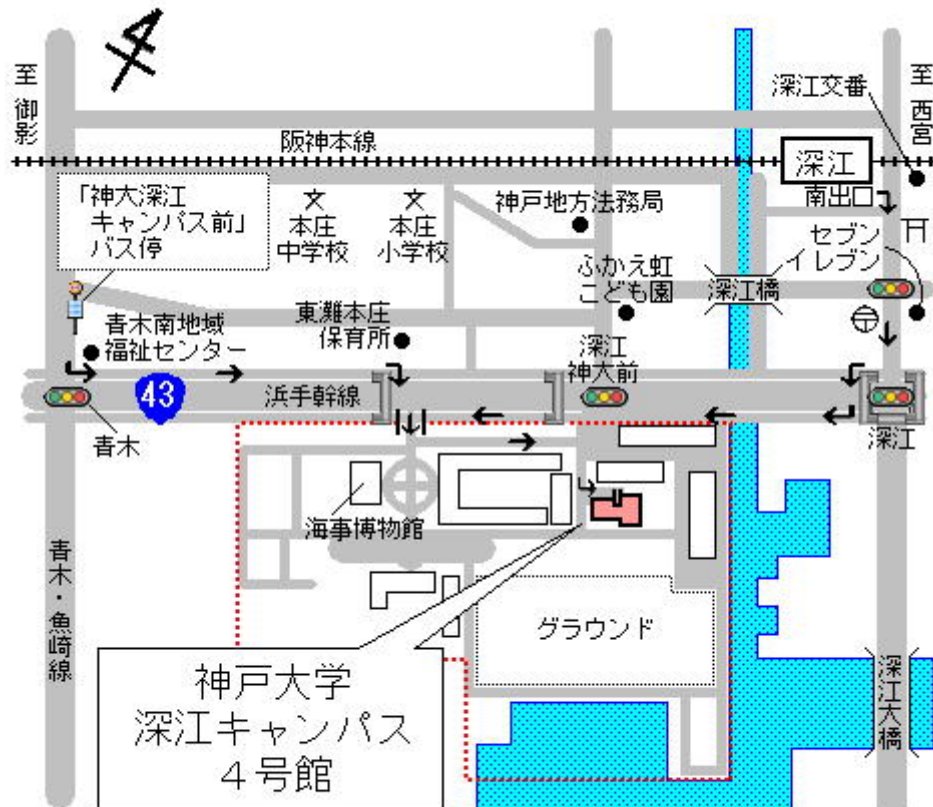 至 御影
阪神本線
深江
深江交番
至 西宮
南出口
「神大深江
キャンパス前」
バス停
文
本庄
中学校
文
本庄
小学校
神戸地方法務局
セブン
イレブン
ふかえ虹
こども園
深江橋
青木南地域
福祉センター
東灘本庄
保育所
深江
神大前
43
浜手幹線
青木
深江
海事博物館
青木・魚崎線
グラウンド
深江大橋
神戸大学
深江キャンパス
4号館